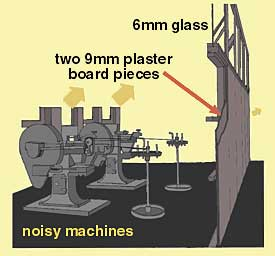 6mm glass
two 9mm plaster
board pieces
noisy machines